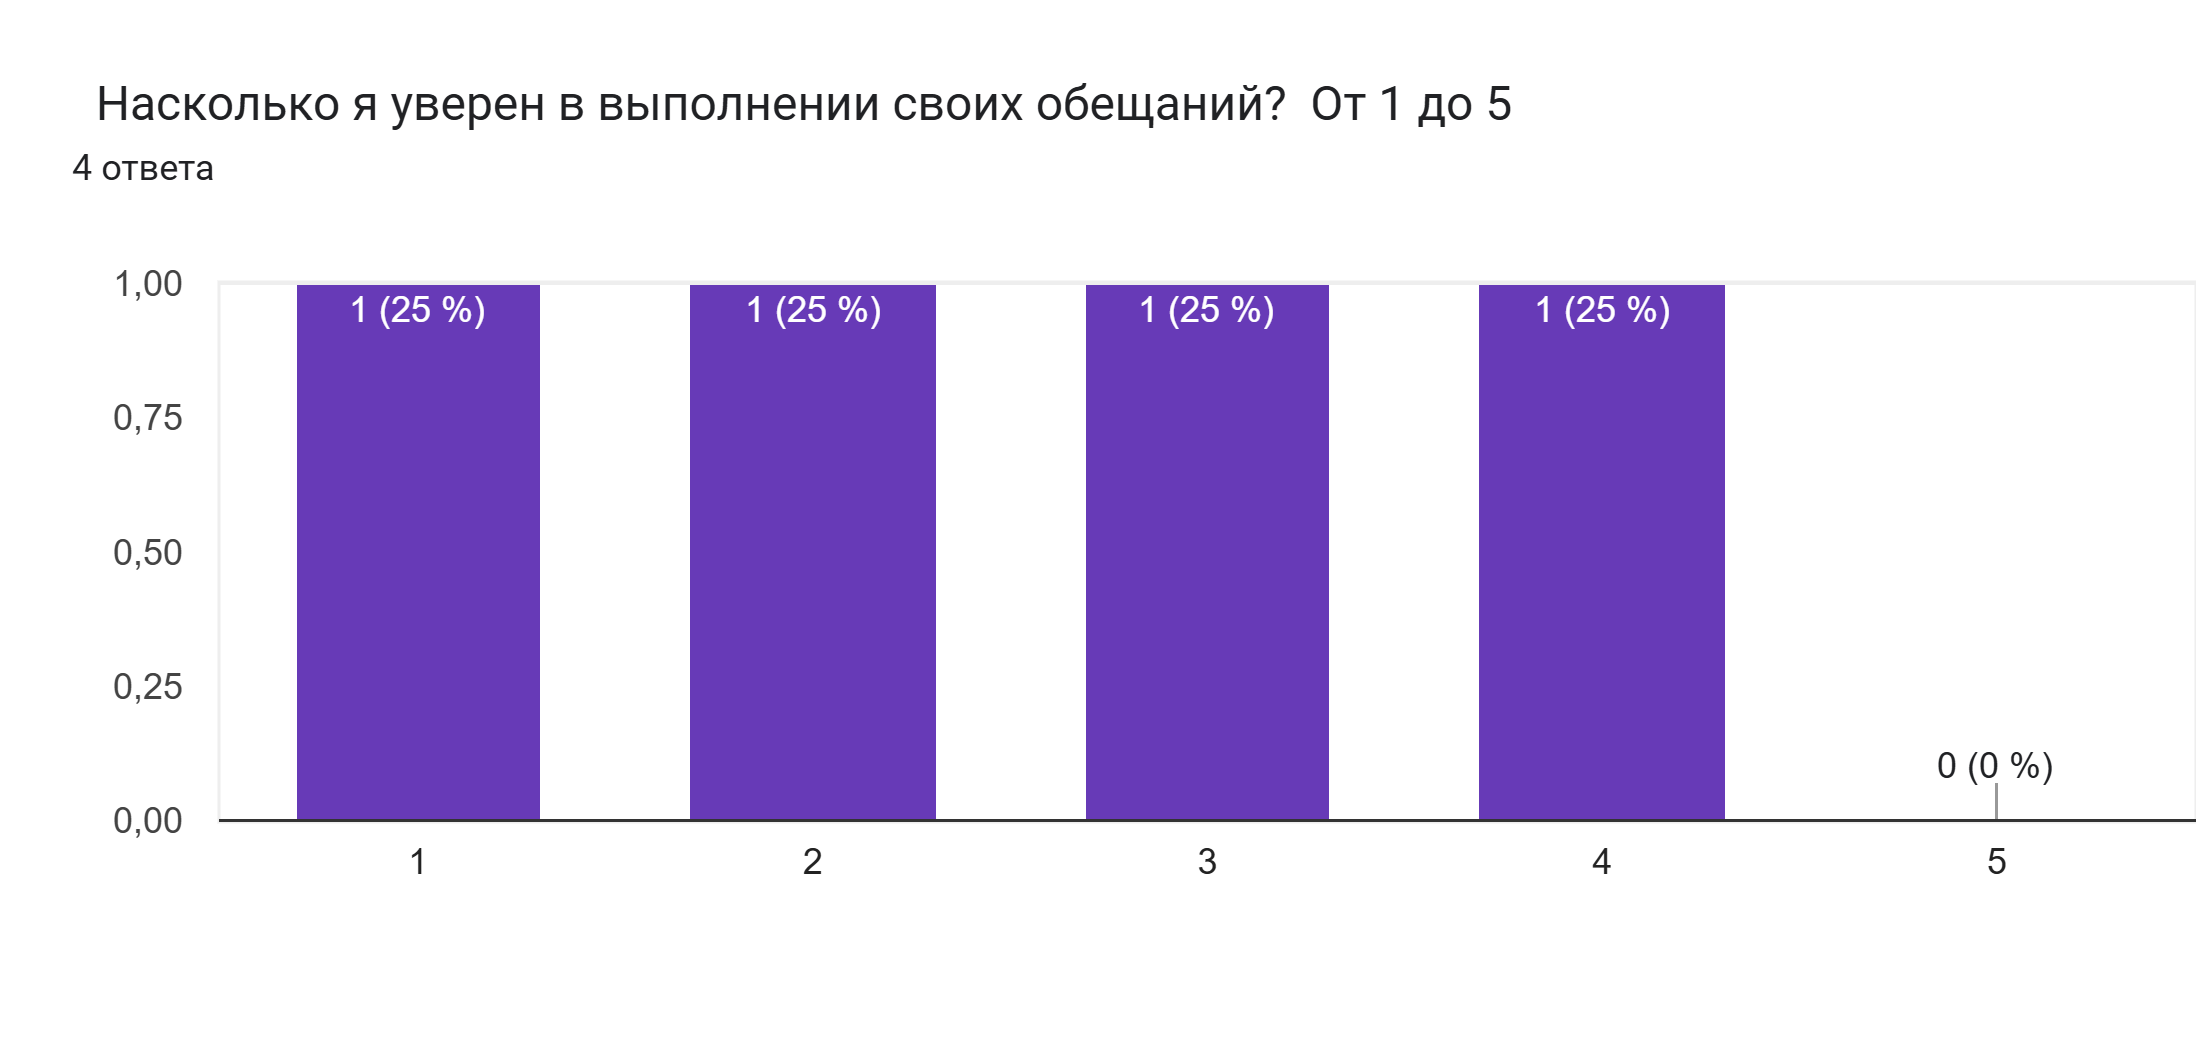 Насколько я уверен в выполнении своих обещаний?  От 1 до 5
4 ответа
1,00
0,75
0,50
0,25
0,00
1 (25 %)
1 (25 %)
1 (25 %)
1 (25 %)
0 (0 %)
1
2
3
4
5